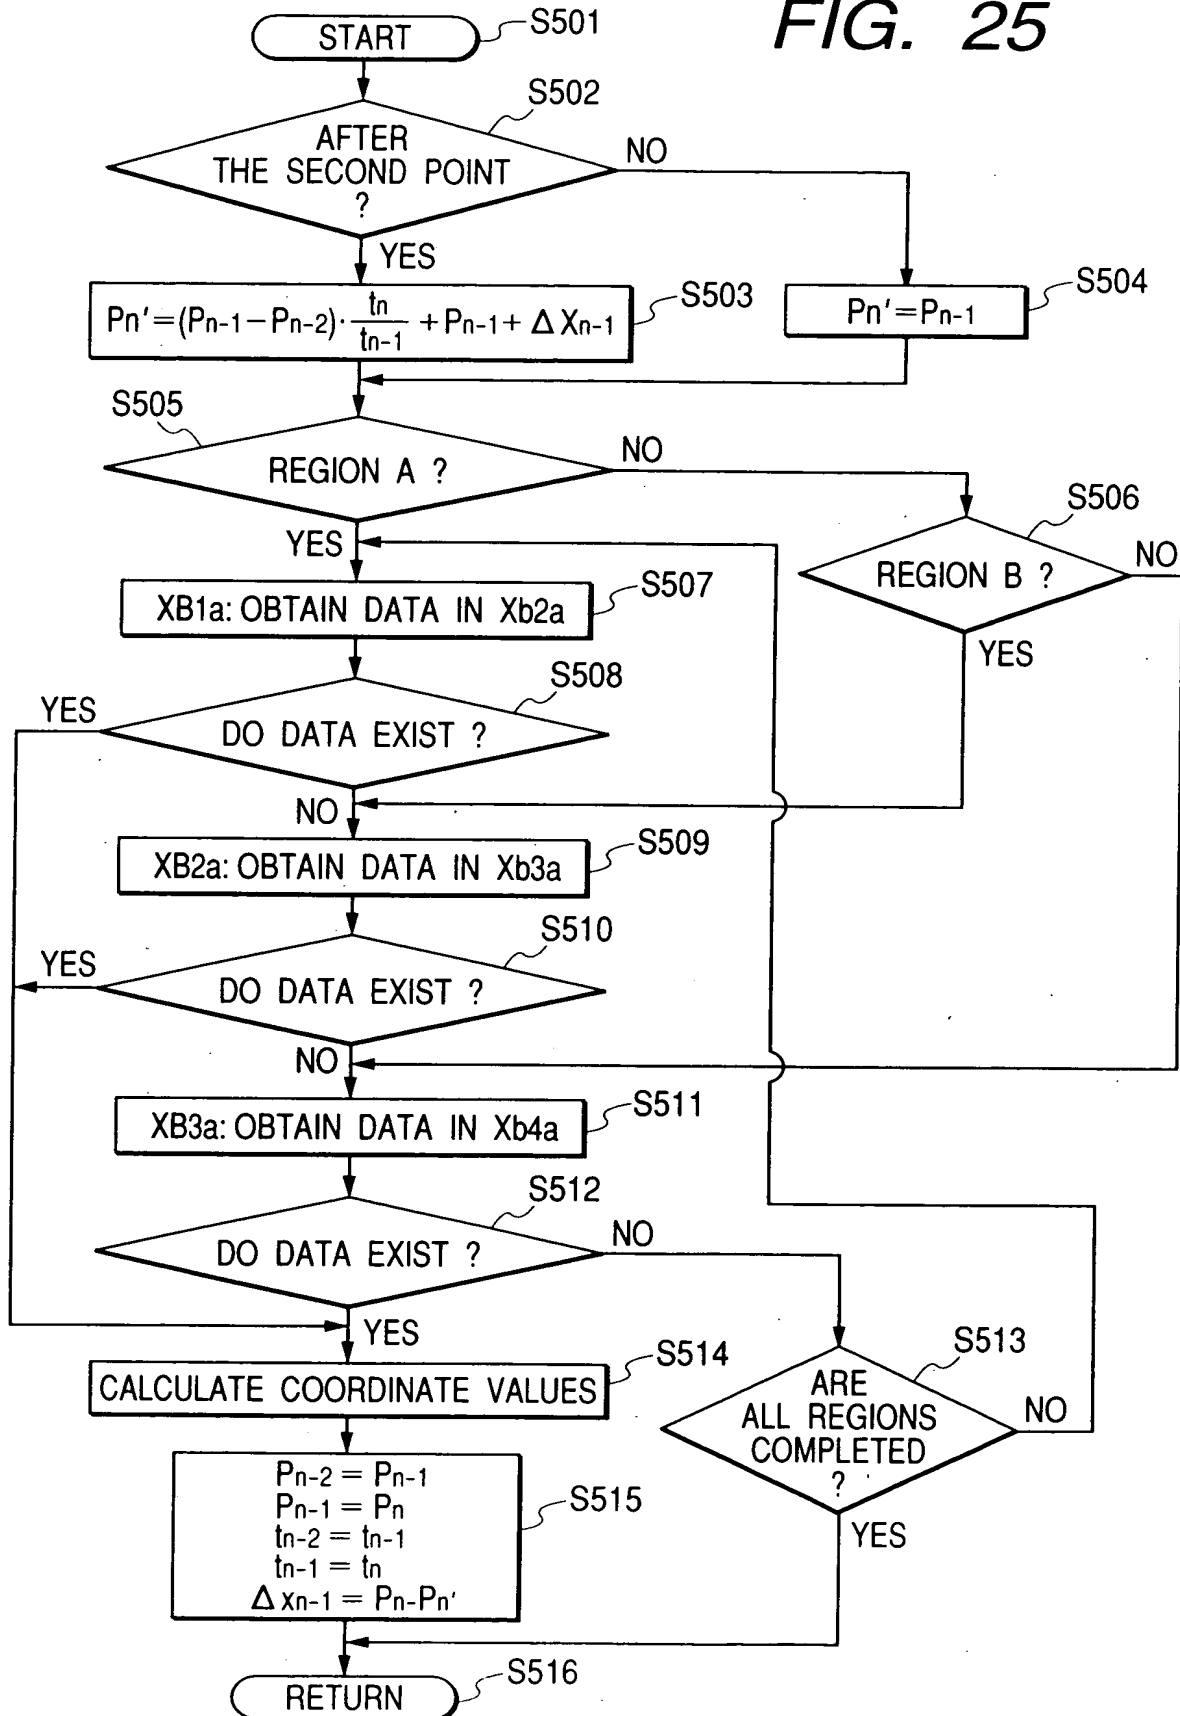 FIG. 25
START
S501
S502
AFTER
THE SECOND POINT
?
NO
YES
Pn'=(Pn-1-Pn-2)·tn/tn-1+Pn-1+ΔXn-1
S503
Pn'=Pn-1
S504
S505
REGION A ?
NO
YES
S506
REGION B ?
NO
YES
XB1a: OBTAIN DATA IN Xb2a
S507
S508
DO DATA EXIST ?
YES
NO
XB2a: OBTAIN DATA IN Xb3a
S509
S510
DO DATA EXIST ?
YES
NO
XB3a: OBTAIN DATA IN Xb4a
S511
S512
DO DATA EXIST ?
NO
YES
S513
ARE
ALL REGIONS
COMPLETED
?
NO
YES
CALCULATE COORDINATE VALUES
S514
Pn-2 = Pn-1
Pn-1 = Pn
tn-2 = tn-1
tn-1 = tn
Δxn-1 = Pn-Pn'
S515
RETURN
S516